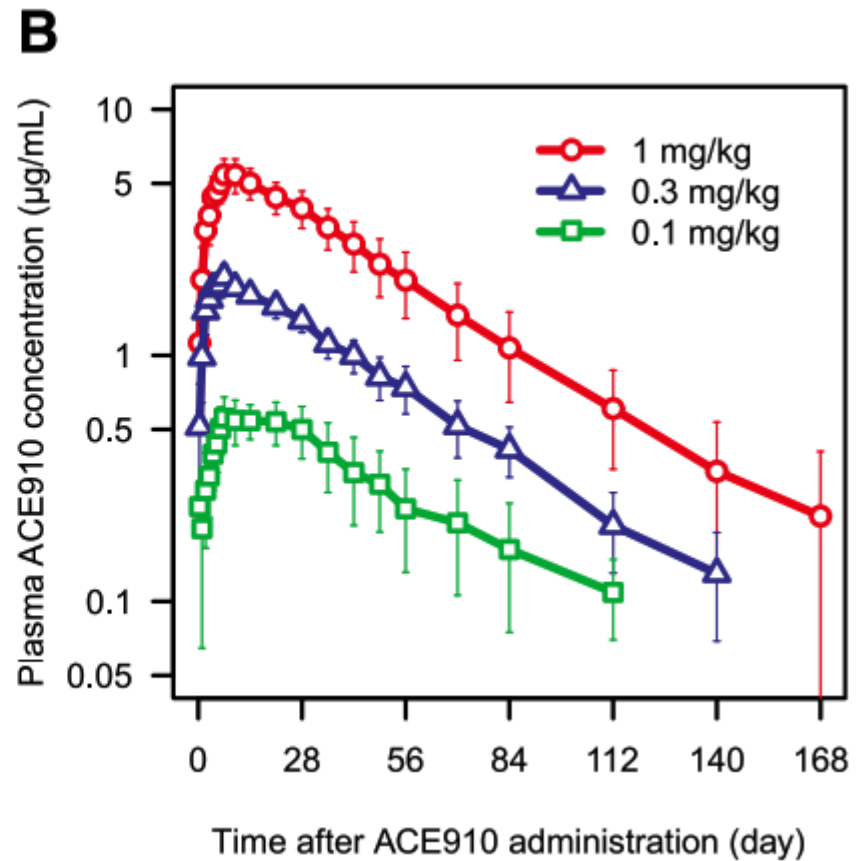 B
Plasma ACE910 concentration (µg/mL)
10
5
1
0.5
0.1
0.05
1 mg/kg
0.3 mg/kg
0.1 mg/kg
0 28 56 84 112 140 168
Time after ACE910 administration (day)